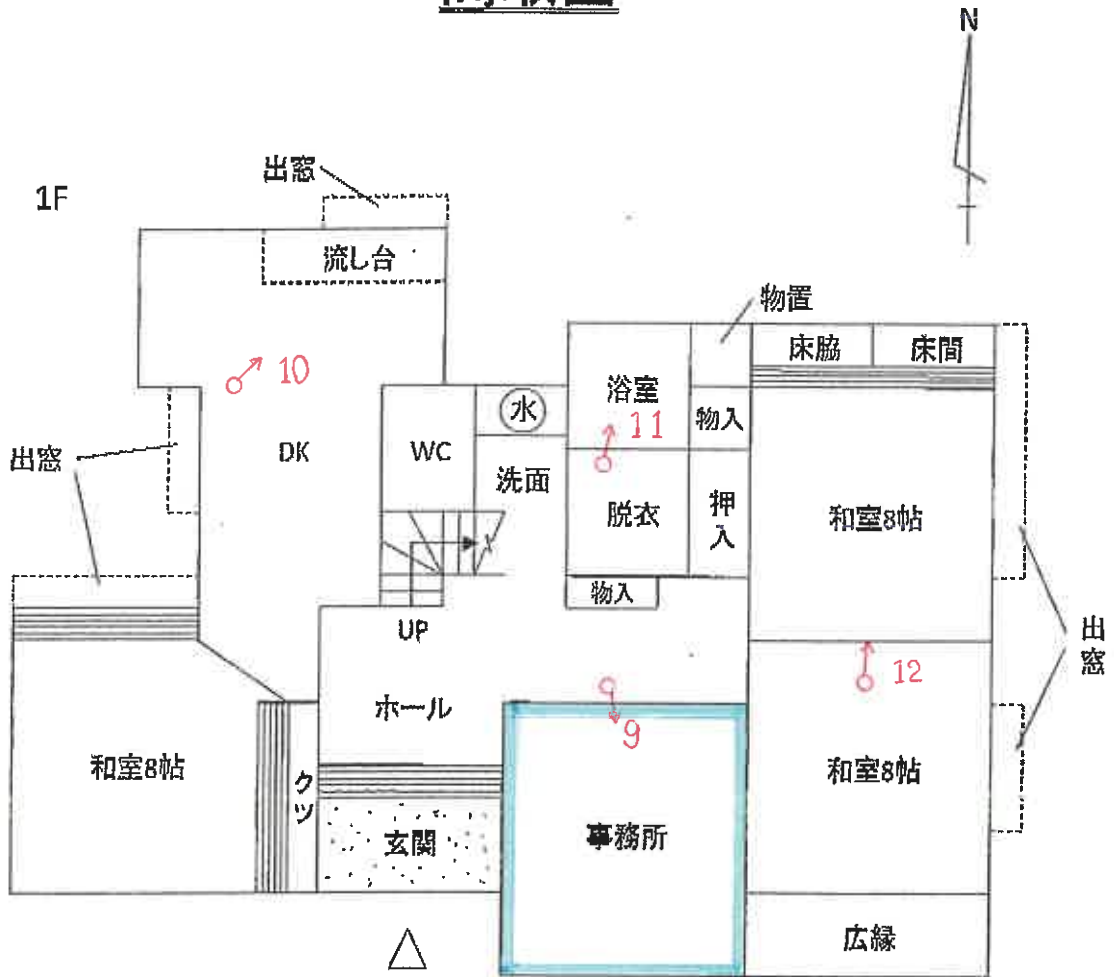 N
1F
出窓
流し台
物置
床脇
床間
10
浴室
水
11
物入
出窓
DK
WC
洗面
脱衣
押入
和室8帖
物入
UP
出窓
12
ホール
9
和室8帖
クツ
和室8帖
玄関
事務所
広縁